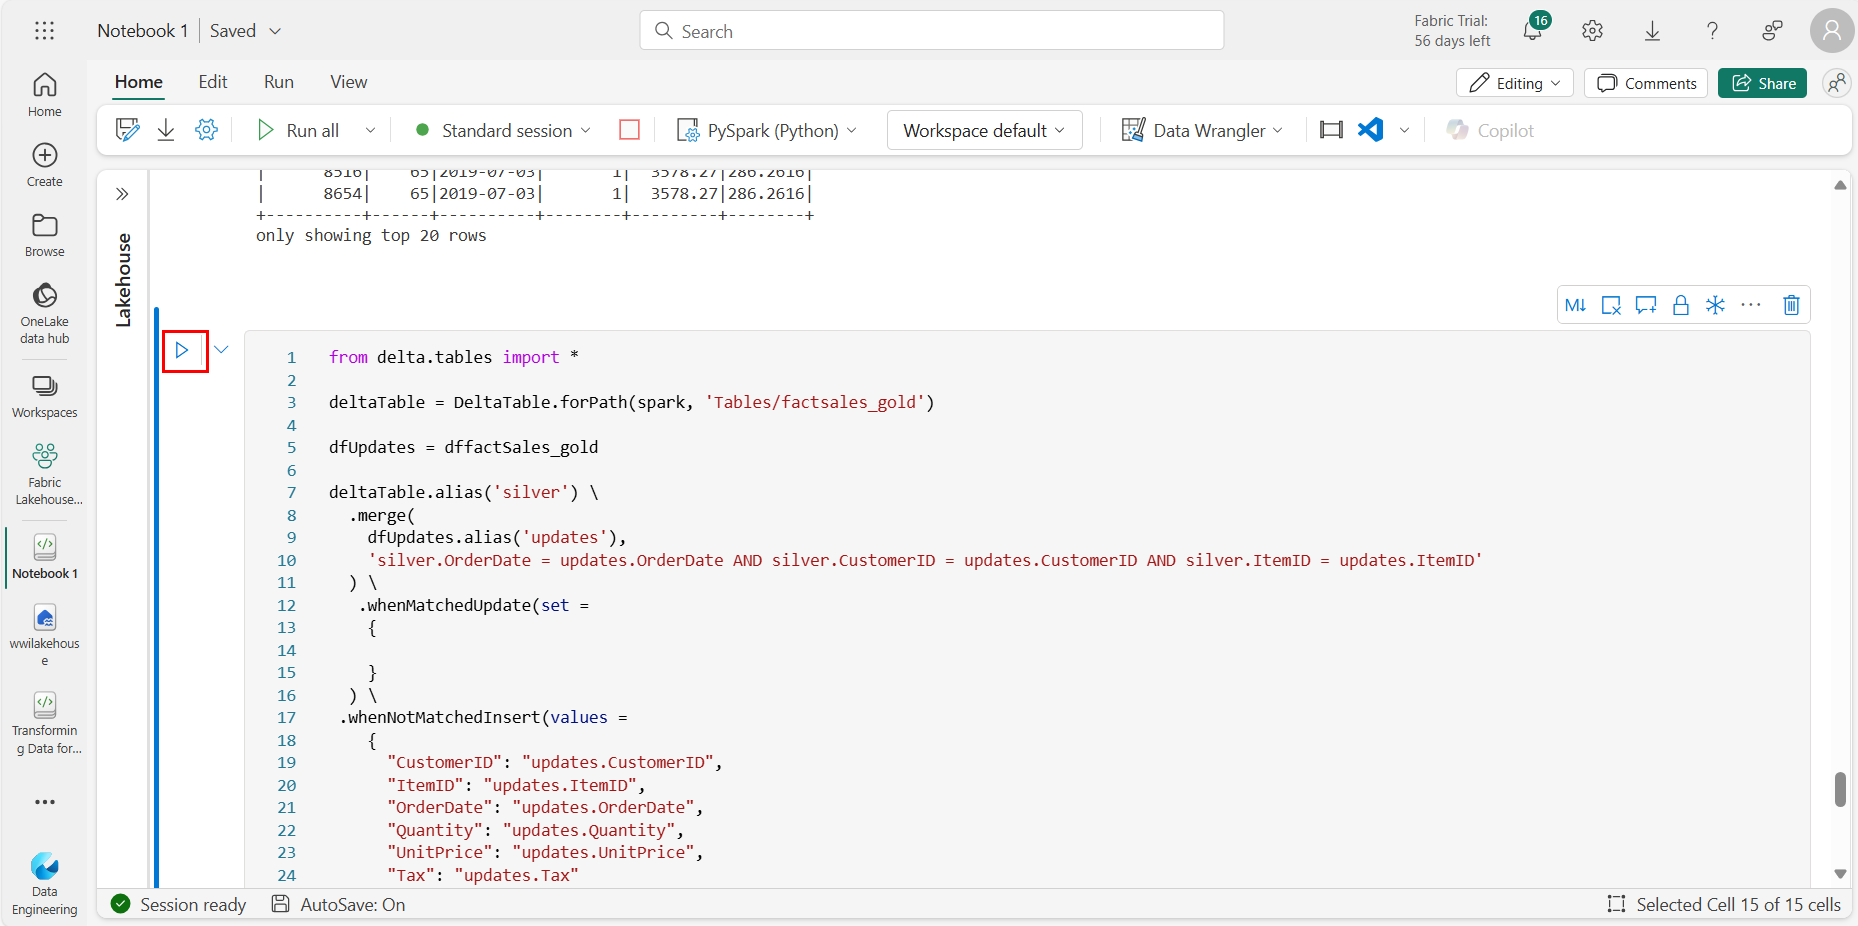 Notebook 1 Saved
Search
Fabric Trial:
56 days left
16
Home Edit Run View
Editing Comments Share
Run all Standard session PySpark (Python) Workspace default Data Wrangler Copilot
Home
Create
Browse
OneLake
data hub
Workspaces
Fabric
Lakehouse...
Notebook 1
wwilakehous
e
Transformin
g Data for...
Data
Engineering
Lakehouse
| 8516| 65|2019-07-03| 1| 3578.27|286.2616|
| 8654| 65|2019-07-03| 1| 3578.27|286.2616|
+----------+------+----------+--------+---------+--------+
only showing top 20 rows
M↓
1 from delta.tables import *
2
3 deltaTable = DeltaTable.forPath(spark, 'Tables/factsales_gold')
4
5 dfUpdates = dffactSales_gold
6
7 deltaTable.alias('silver') \
8 .merge(
9 dfUpdates.alias('updates'),
10 'silver.OrderDate = updates.OrderDate AND silver.CustomerID = updates.CustomerID AND silver.ItemID = updates.ItemID'
11 ) \
12 .whenMatchedUpdate(set =
13 {
14
15 }
16 ) \
17 .whenNotMatchedInsert(values =
18 {
19 "CustomerID": "updates.CustomerID",
20 "ItemID": "updates.ItemID",
21 "OrderDate": "updates.OrderDate",
22 "Quantity": "updates.Quantity",
23 "UnitPrice": "updates.UnitPrice",
24 "Tax": "updates.Tax"
Session ready AutoSave: On Selected Cell 15 of 15 cells